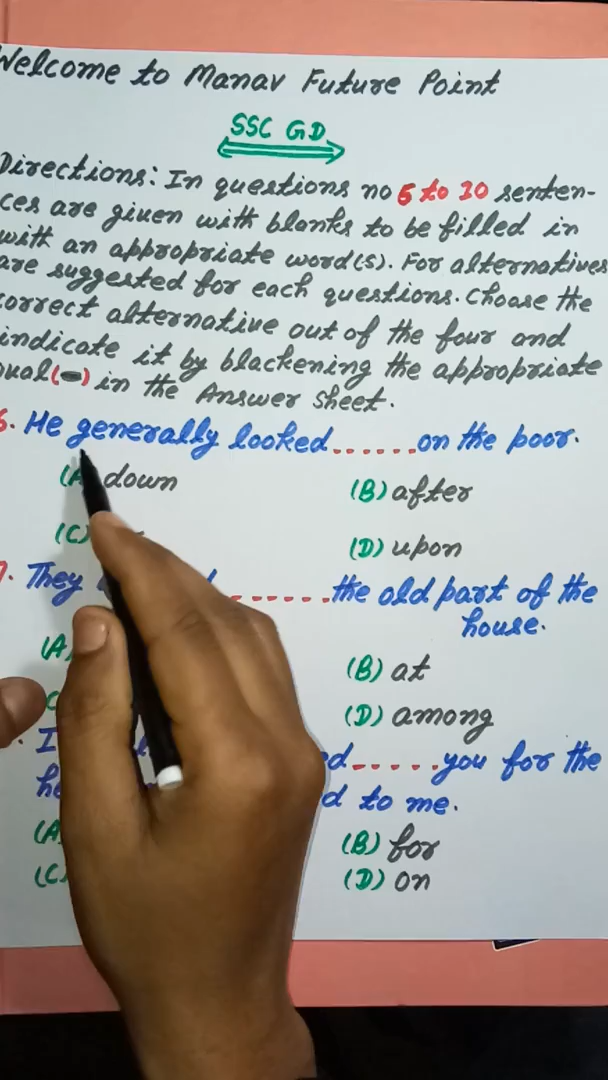 Welcome to Manav Future Point
SSC GD
Directions: In questions no 6 to 10 senten-
ces are given with blanks to be filled in
with an appropriate word(s). For alternatives
are suggested for each questions. Choose the
correct alternative out of the four and
indicate it by blackening the appropriate
oval(-) in the Answer Sheet.
6. He generally looked ...... on the poor.
(A) down (B) after
(C) (D) upon
7. They ....... the old part of the
house.
(A) (B) at
(D) among
I ..... you for the
d to me.
(A) (B) for
(C) (D) on